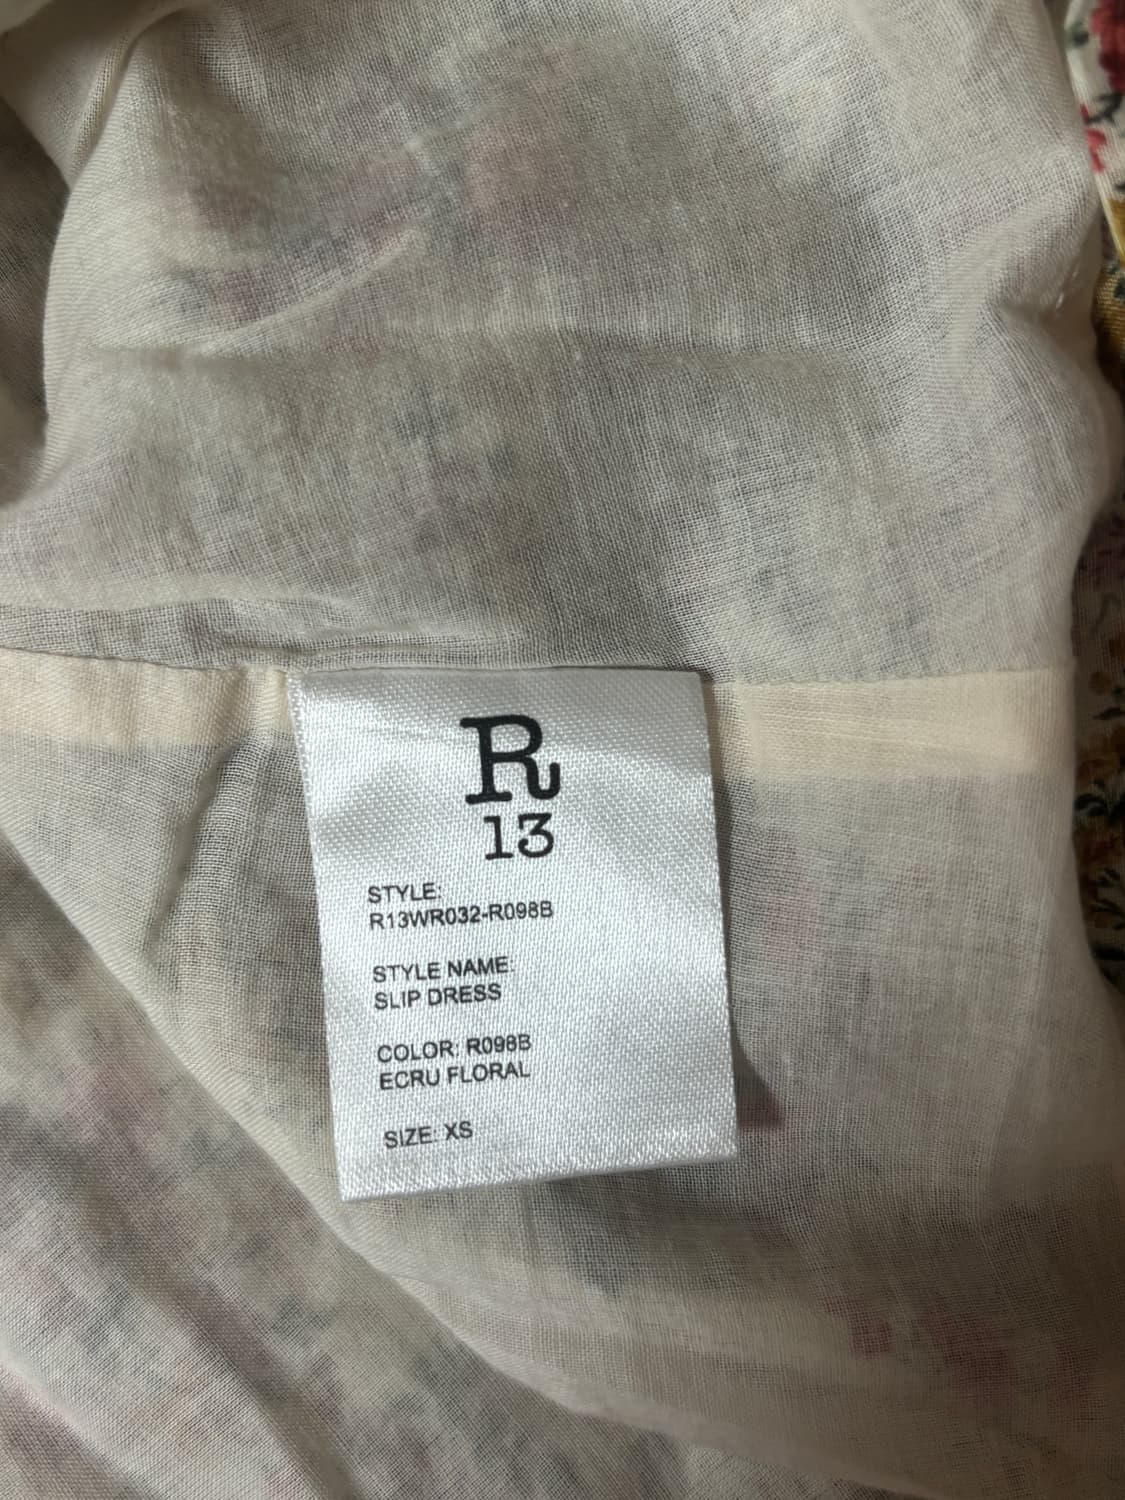 R
13
STYLE:
R13WR032-R098B
STYLE NAME:
SLIP DRESS
COLOR: R098B
ECRU FLORAL
SIZE: XS